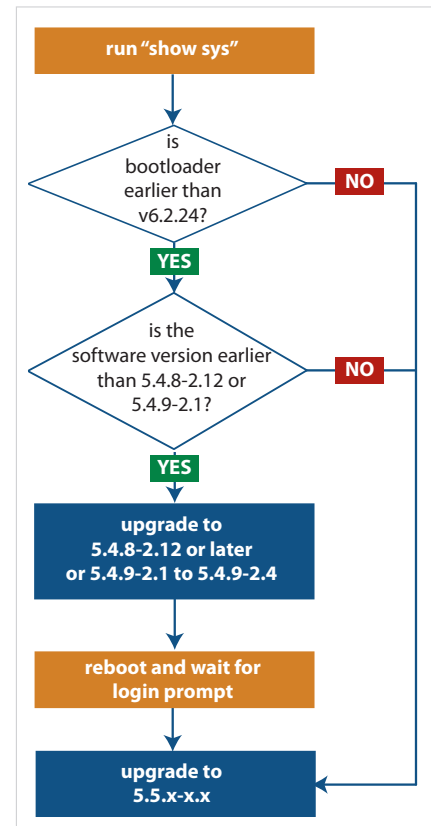 run “show sys”
is
bootloader
earlier than
v6.2.24?
NO
YES
is the
software version earlier
than 5.4.8-2.12 or
5.4.9-2.1?
NO
YES
upgrade to
5.4.8-2.12 or later
or 5.4.9-2.1 to 5.4.9-2.4
reboot and wait for
login prompt
upgrade to
5.5.x-x.x